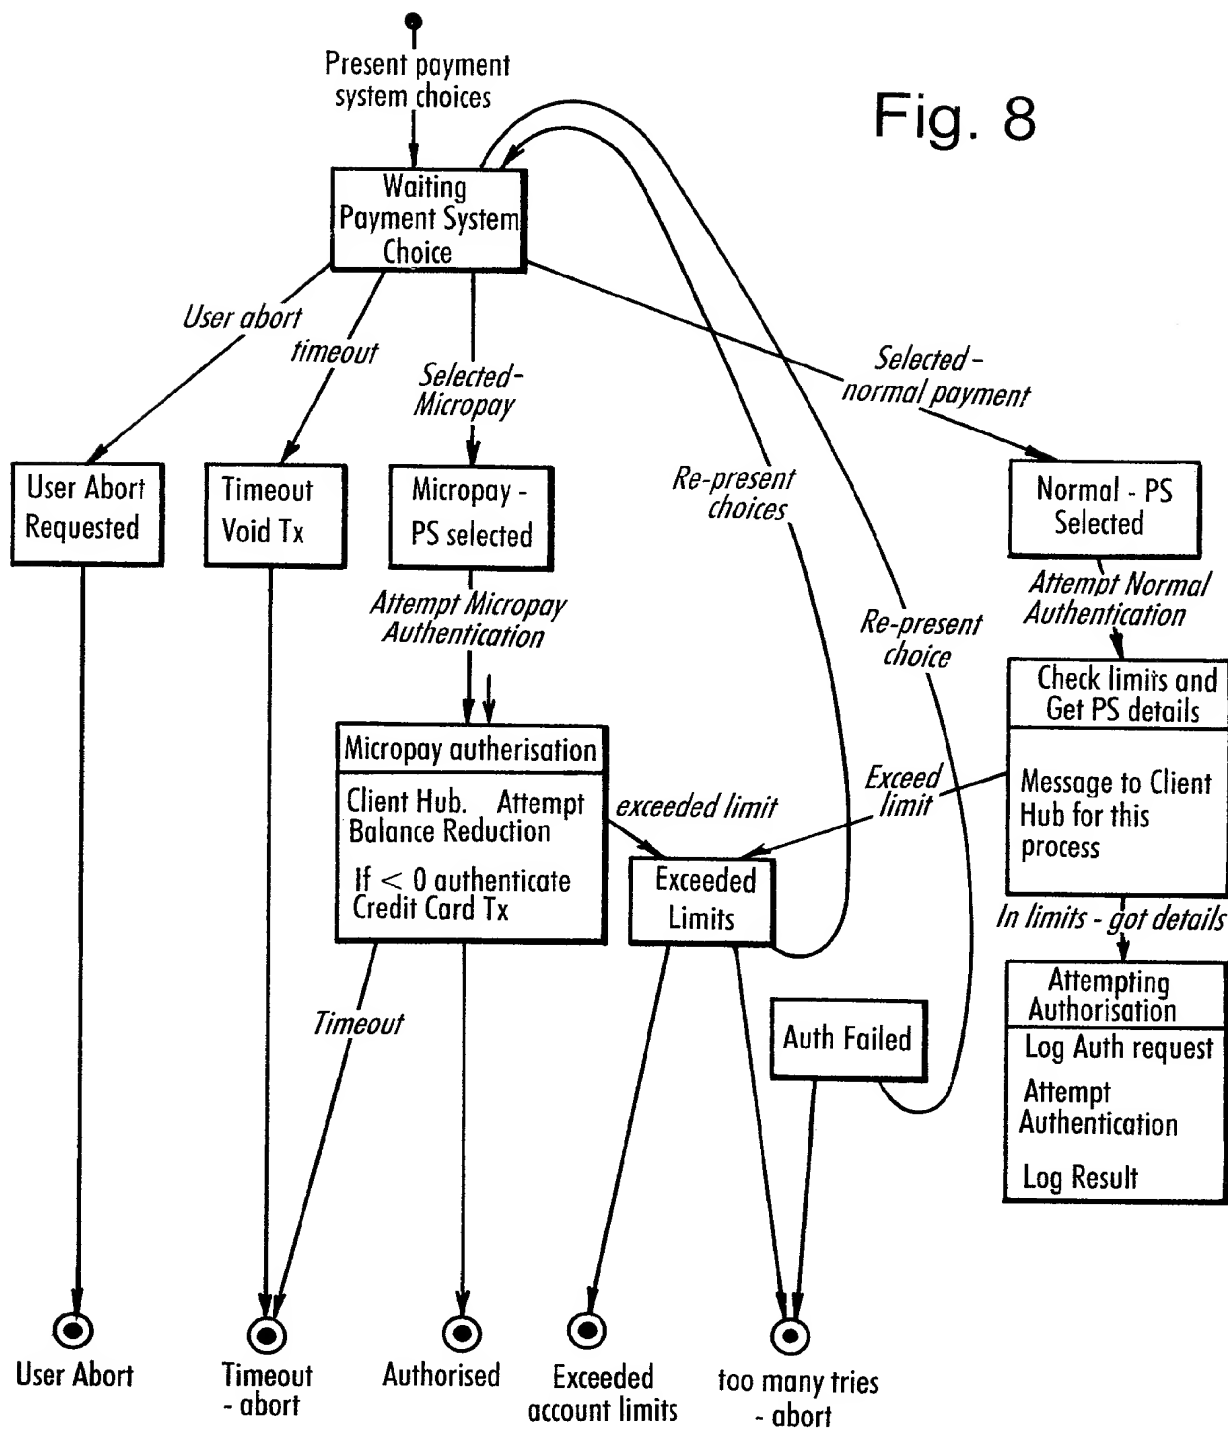 Present payment
system choices
Fig. 8
Waiting
Payment System
Choice
User abort
timeout
Selected-
Micropay
Selected-
normal payment
User Abort
Requested
Timeout
Void Tx
Micropay -
PS selected
Re-present
choices
Normal - PS
Selected
Attempt Micropay
Authentication
Attempt Normal
Authentication
Re-present
choice
Check limits and
Get PS details
Message to Client
Hub for this
process
Micropay autherisation
Client Hub. Attempt
Balance Reduction
If < 0 authenticate
Credit Card Tx
exceeded limit
Exceed
limit
Exceeded
Limits
In limits - got details
Attempting
Authorisation
Log Auth request
Attempt
Authentication
Log Result
Timeout
Auth Failed
User Abort
Timeout
- abort
Authorised
Exceeded
account limits
too many tries
- abort